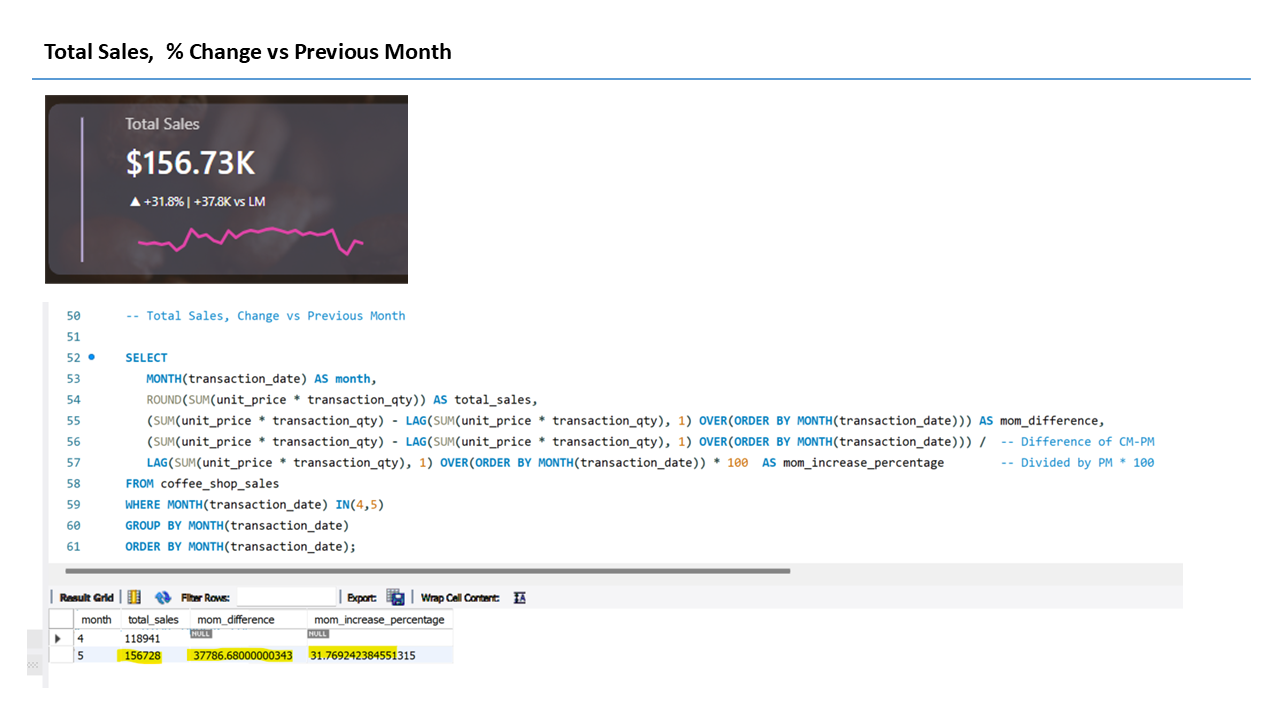 Total Sales,  % Change vs Previous Month
Total Sales
$156.73K
▲ +31.8% | +37.8K vs LM
50 -- Total Sales, Change vs Previous Month
51
52 SELECT
53 MONTH(transaction_date) AS month,
54 ROUND(SUM(unit_price * transaction_qty)) AS total_sales,
55 (SUM(unit_price * transaction_qty) - LAG(SUM(unit_price * transaction_qty), 1) OVER(ORDER BY MONTH(transaction_date))) AS mom_difference,
56 (SUM(unit_price * transaction_qty) - LAG(SUM(unit_price * transaction_qty), 1) OVER(ORDER BY MONTH(transaction_date))) / -- Difference of CM-PM
57 LAG(SUM(unit_price * transaction_qty), 1) OVER(ORDER BY MONTH(transaction_date)) * 100 AS mom_increase_percentage -- Divided by PM * 100
58 FROM coffee_shop_sales
59 WHERE MONTH(transaction_date) IN(4,5)
60 GROUP BY MONTH(transaction_date)
61 ORDER BY MONTH(transaction_date);
Result Grid Filter Rows: Export: Wrap Cell Content: IA
month total_sales mom_difference mom_increase_percentage
4 118941 NULL NULL
5 156728 37786.68000000343 31.769242384551315